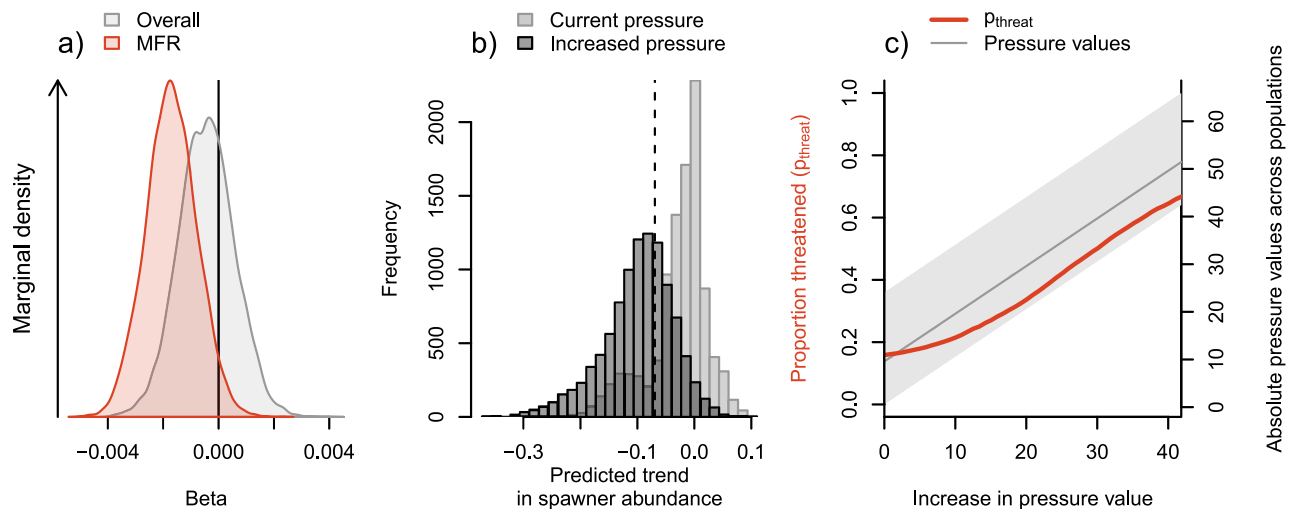 a)
Overall
MFR
Marginal density
−0.004
0.000
0.004
Beta
b)
Current pressure
Increased pressure
Frequency
0
500
1000
1500
2000
−0.3
−0.1
0.0
0.1
Predicted trend
in spawner abundance
c)
pthreat
Pressure values
Proportion threatened (pthreat)
0.0
0.2
0.4
0.6
0.8
1.0
0
10
20
30
40
Increase in pressure value
0
10
20
30
40
50
60
Absolute pressure values across populations